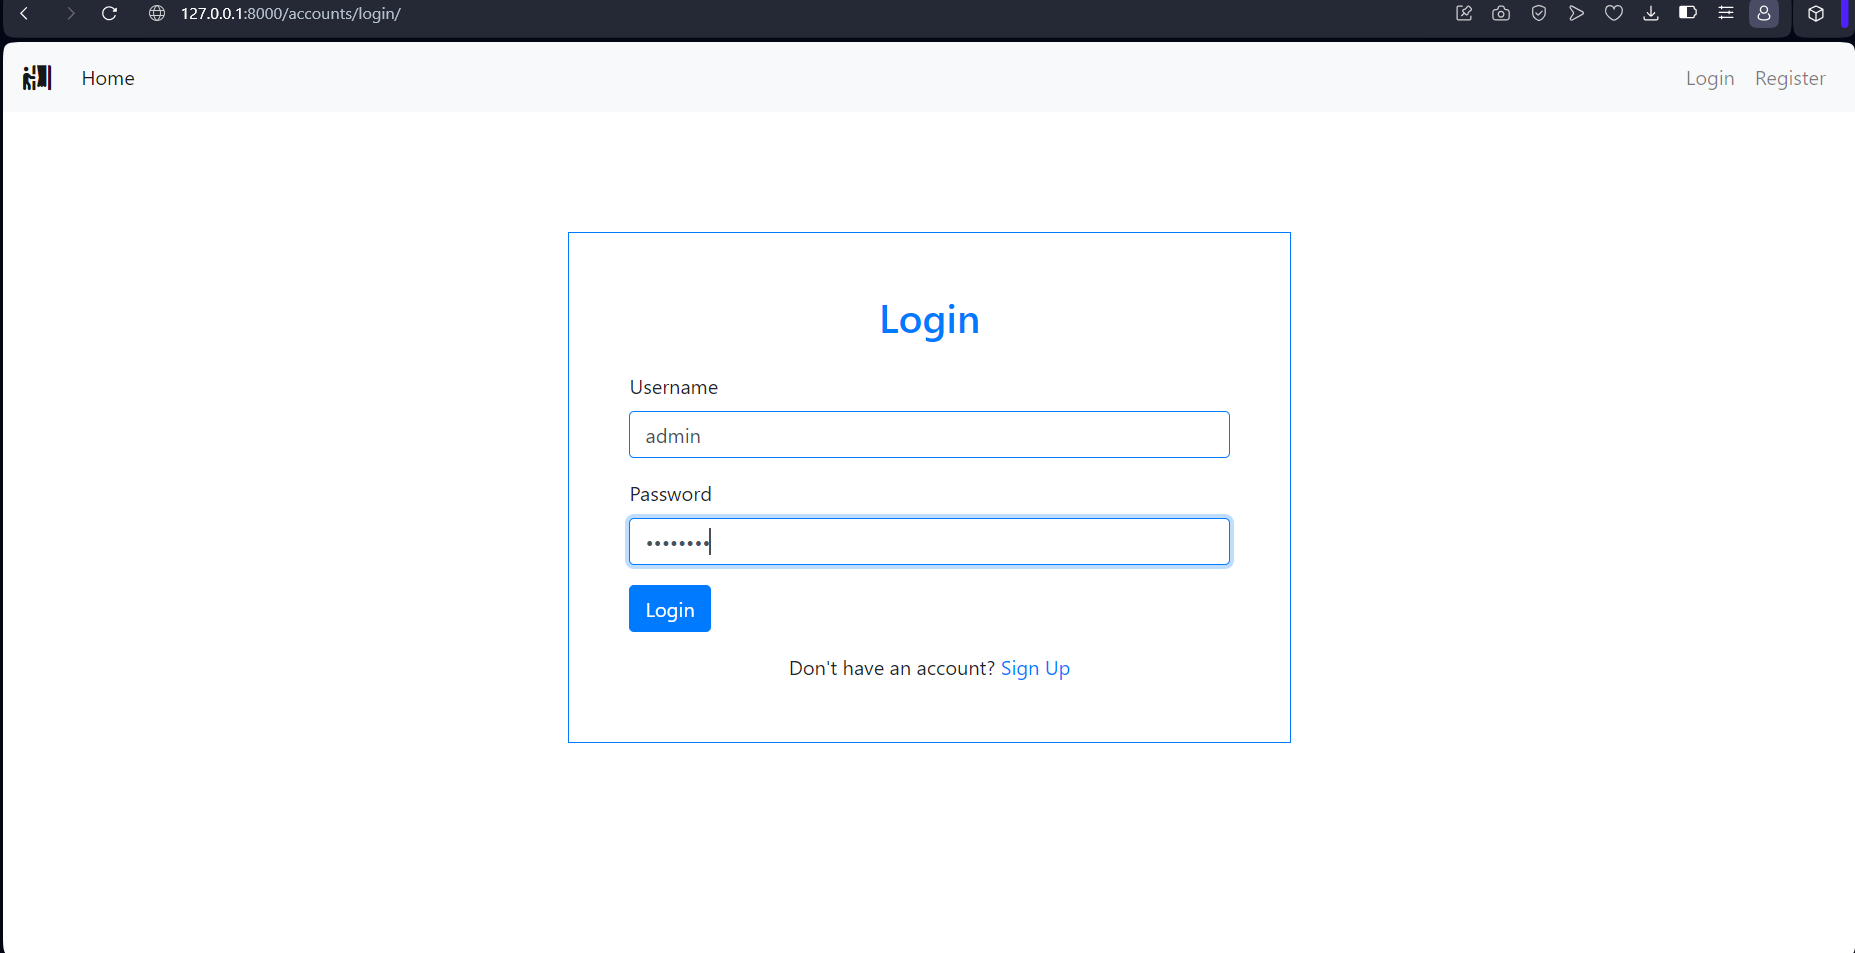 127.0.0.1:8000/accounts/login/
Home Login Register
Login
Username
admin
Password
••••••••
Login
Don't have an account? Sign Up